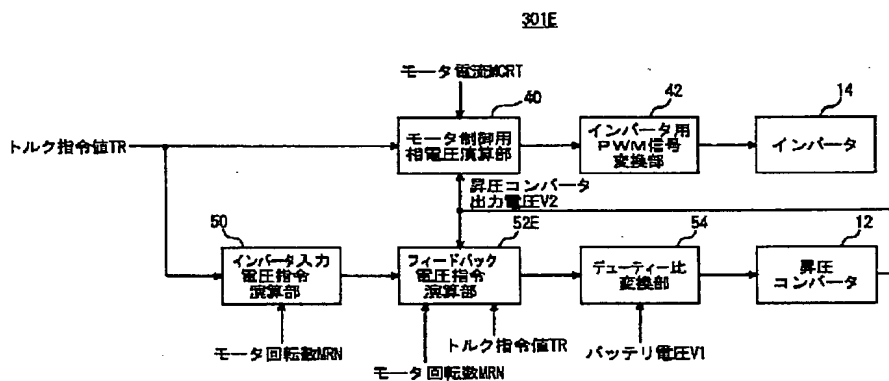 301E
モータ電流MCRT
40
42
14
トルク指令値TR
モータ制御用
相電圧演算部
インバータ用
PWM信号
変換部
インバータ
昇圧コンバータ
出力電圧V2
50
52E
54
12
インバータ入力
電圧指令
演算部
フィードバック
電圧指令
演算部
デューティー比
変換部
昇圧
コンバータ
モータ回転数MRN
トルク指令値TR
モータ回転数MRN
バッテリ電圧V1